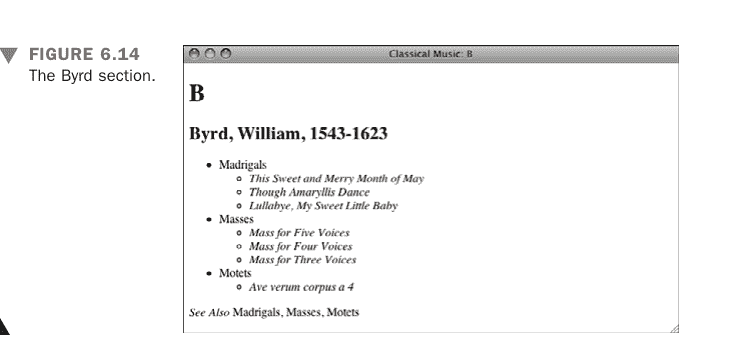 FIGURE 6.14
The Byrd section.
Classical Music: B
B
Byrd, William, 1543-1623
Madrigals
This Sweet and Merry Month of May
Though Amaryllis Dance
Lullabye, My Sweet Little Baby
Masses
Mass for Five Voices
Mass for Four Voices
Mass for Three Voices
Motets
Ave verum corpus a 4
See Also Madrigals, Masses, Motets